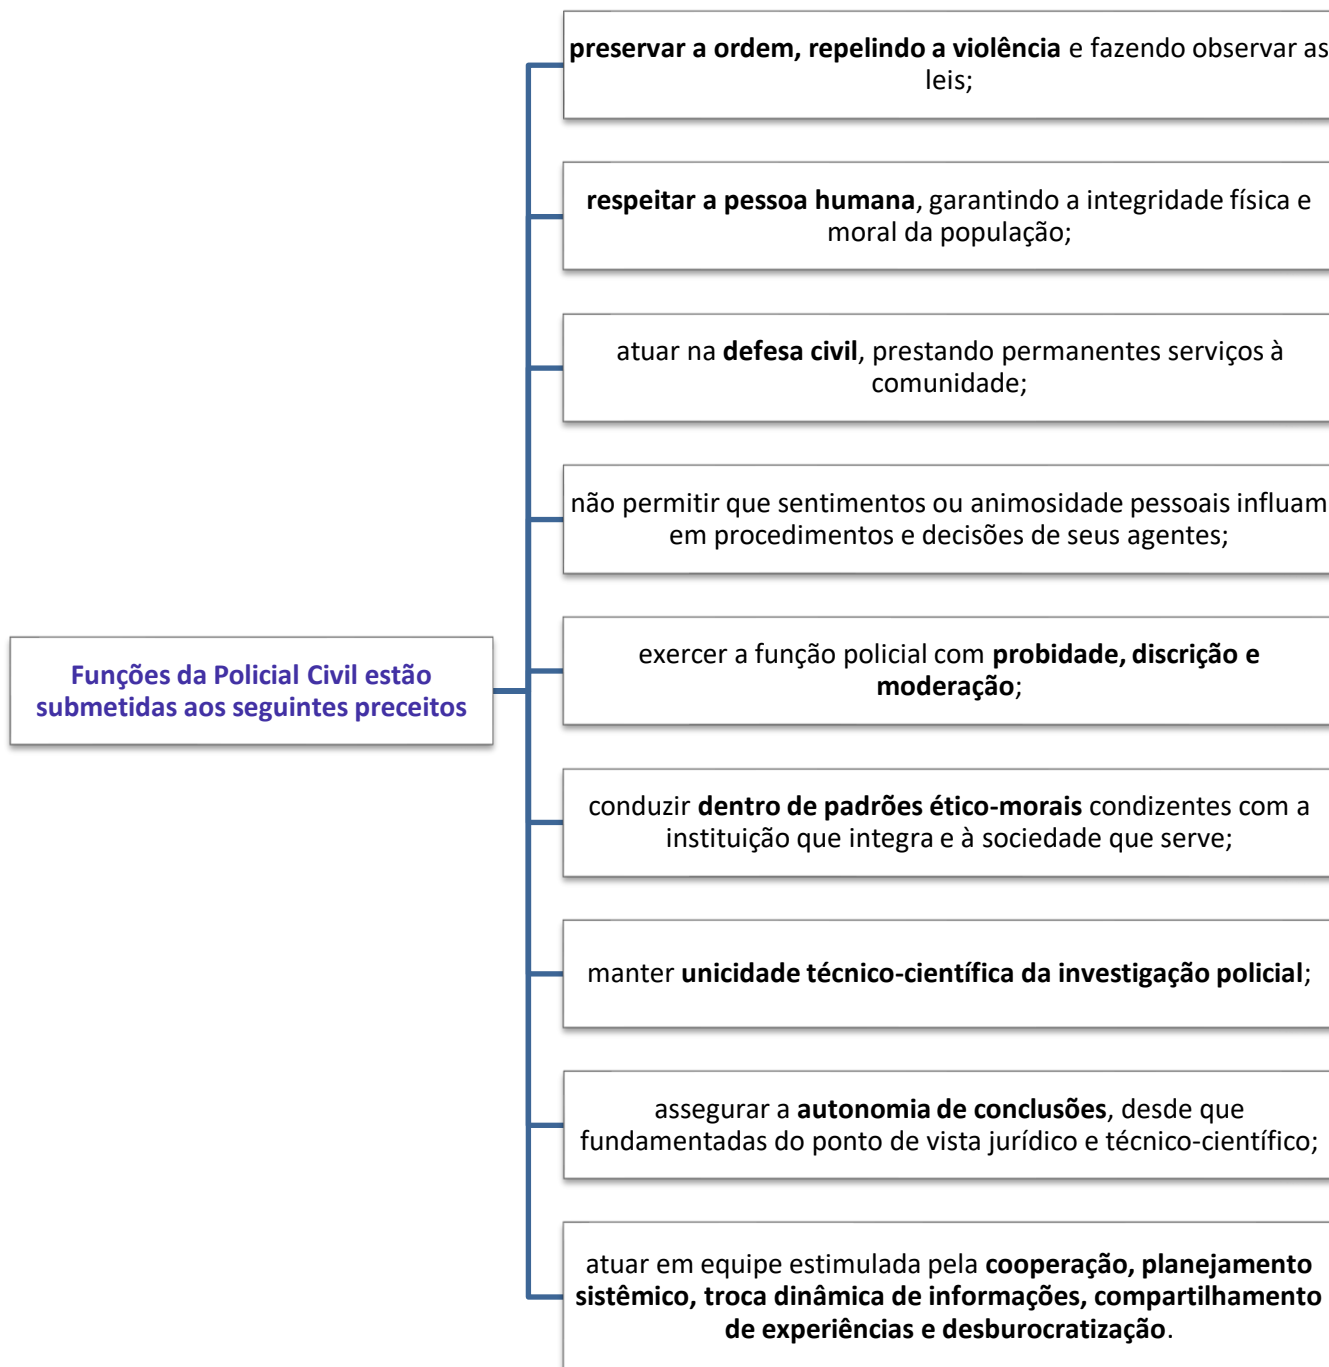 preservar a ordem, repelindo a violência e fazendo observar as
leis;
respeitar a pessoa humana, garantindo a integridade física e
moral da população;
atuar na defesa civil, prestando permanentes serviços à
comunidade;
não permitir que sentimentos ou animosidade pessoais influam
em procedimentos e decisões de seus agentes;
Funções da Policial Civil estão
submetidas aos seguintes preceitos
exercer a função policial com probidade, discrição e
moderação;
conduzir dentro de padrões ético-morais condizentes com a
instituição que integra e à sociedade que serve;
manter unicidade técnico-científica da investigação policial;
assegurar a autonomia de conclusões, desde que
fundamentadas do ponto de vista jurídico e técnico-científico;
atuar em equipe estimulada pela cooperação, planejamento
sistêmico, troca dinâmica de informações, compartilhamento
de experiências e desburocratização.